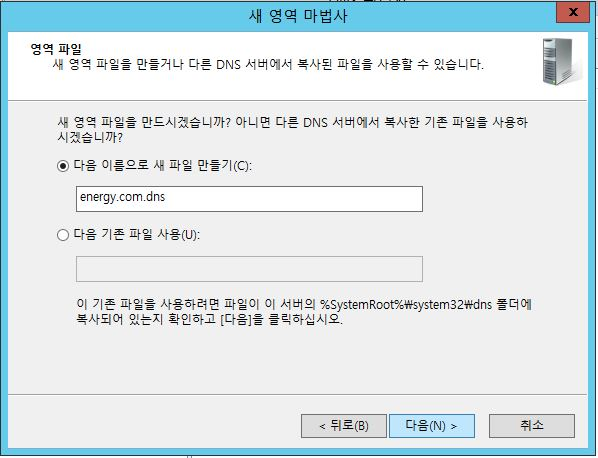 새 영역 마법사
x
영역 파일
새 영역 파일을 만들거나 다른 DNS 서버에서 복사된 파일을 사용할 수 있습니다.
새 영역 파일을 만드시겠습니까? 아니면 다른 DNS 서버에서 복사한 기존 파일을 사용하
시겠습니까?
다음 이름으로 새 파일 만들기(C):
energy.com.dns
다음 기존 파일 사용(U):
이 기존 파일을 사용하려면 파일이 이 서버의 %SystemRoot%₩system32₩dns 폴더에
복사되어 있는지 확인하고 [다음]을 클릭하십시오.
< 뒤로(B)
다음(N) >
취소